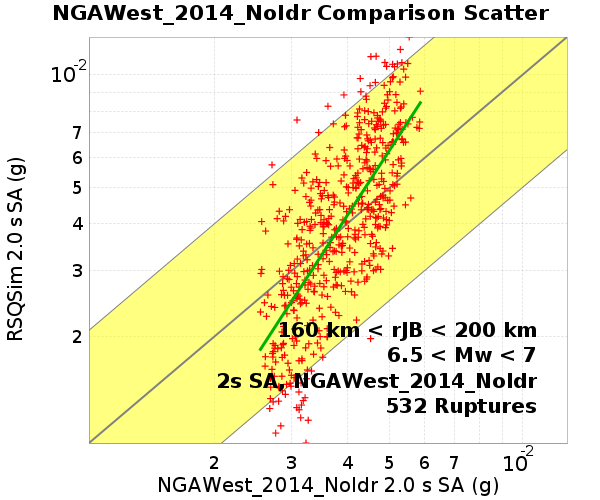 NGAWest_2014_NoIdr Comparison Scatter
RSQSim 2.0 s SA (g)
10-2
7
6
5
4
3
2
160 km < rJB < 200 km
6.5 < Mw < 7
2s SA, NGAWest_2014_NoIdr
532 Ruptures
2 3 4 5 6 7 10-2
NGAWest_2014_NoIdr 2.0 s SA (g)